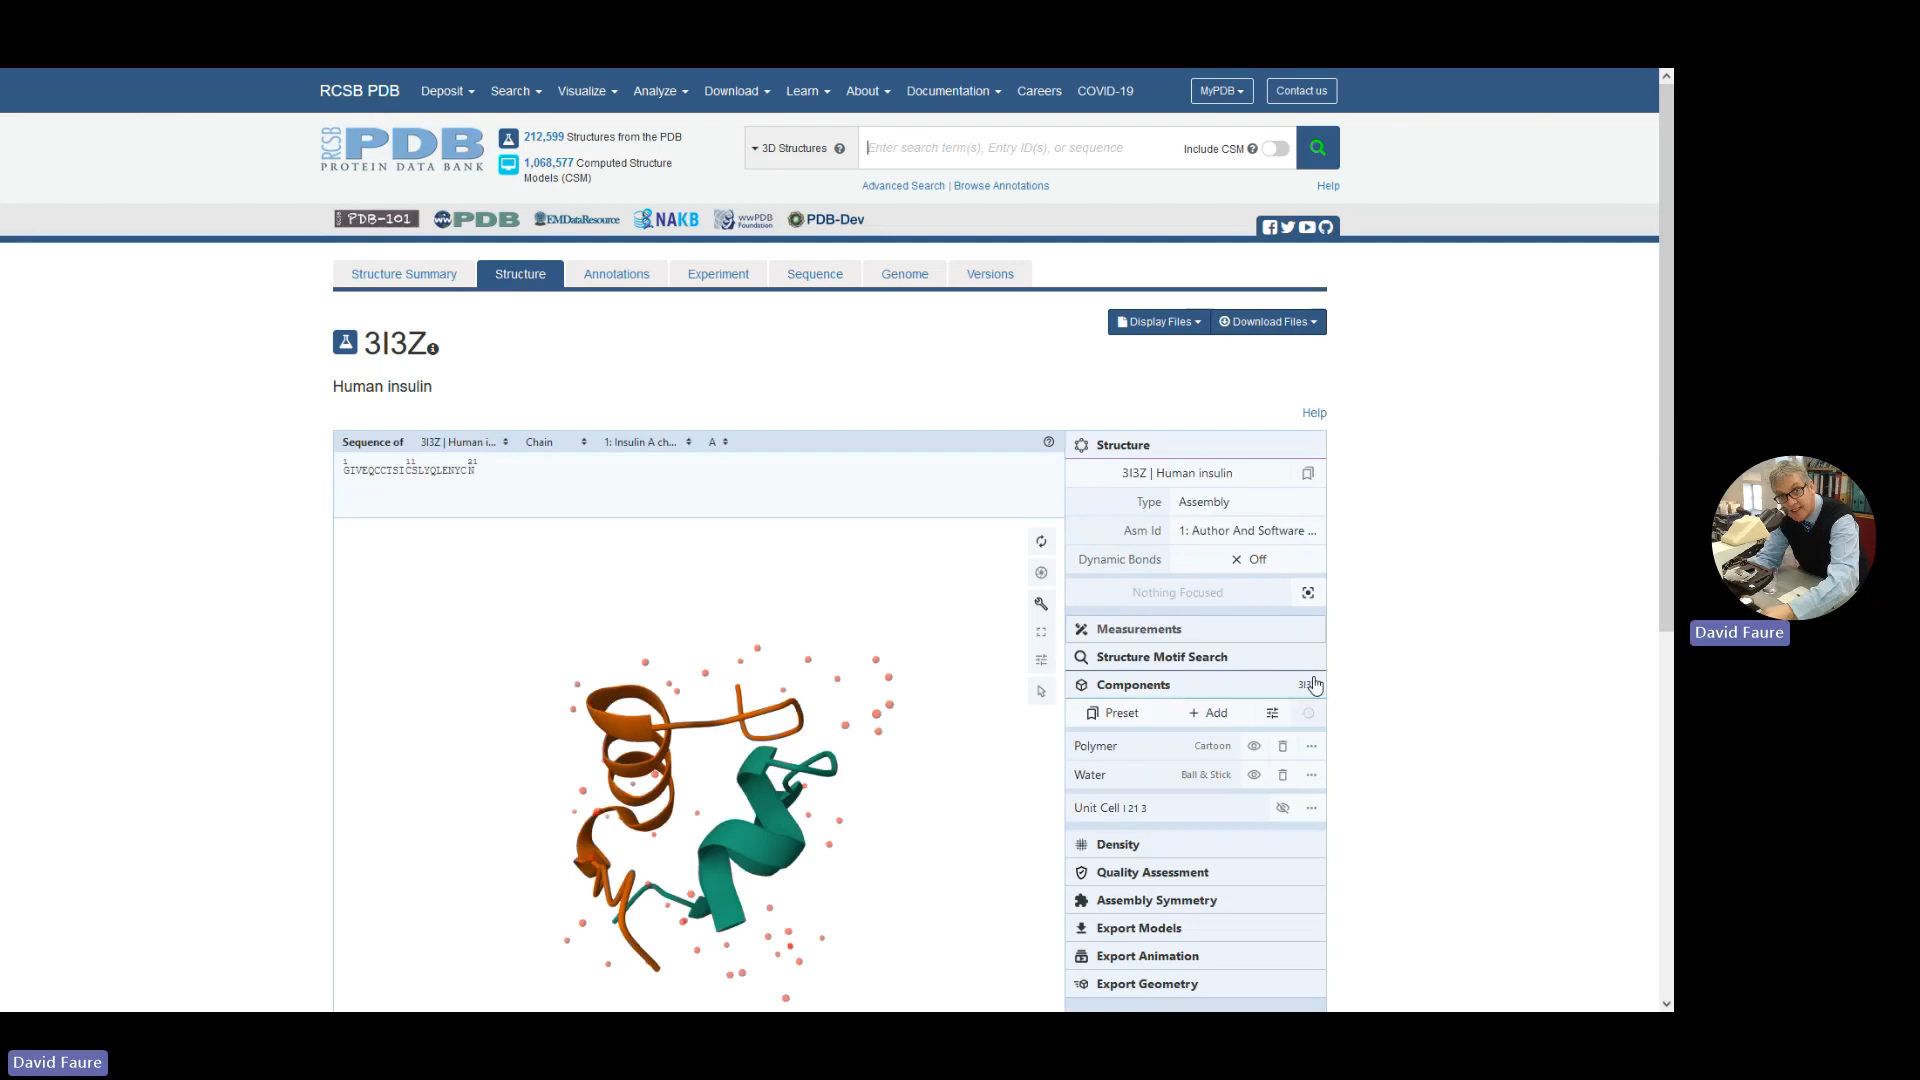 RCSB PDB Deposit Search Visualize Analyze Download Learn About Documentation Careers COVID-19 MyPDB Contact us
RCSB PDB
PROTEIN DATA BANK
212,599 Structures from the PDB
1,068,577 Computed Structure
Models (CSM)
3D Structures Enter search term(s), Entry ID(s), or sequence Include CSM
Advanced Search | Browse Annotations Help
PDB-101 wwPDB EMDataResource NAKB wwPDB Foundation PDB-Dev
Structure Summary Structure Annotations Experiment Sequence Genome Versions
Display Files Download Files
3I3Z
Human insulin
Help
Sequence of 3I3Z | Human i... Chain 1: Insulin A ch... A
1 11 21
GIVEQCCTSICSLYQLENYCN
Structure
3I3Z | Human insulin
Type Assembly
Asm Id 1: Author And Software ...
Dynamic Bonds Off
Nothing Focused
Measurements
Structure Motif Search
Components
Preset + Add
Polymer Cartoon
Water Ball & Stick
Unit Cell I 21 3
Density
Quality Assessment
Assembly Symmetry
Export Models
Export Animation
Export Geometry
David Faure
David Faure